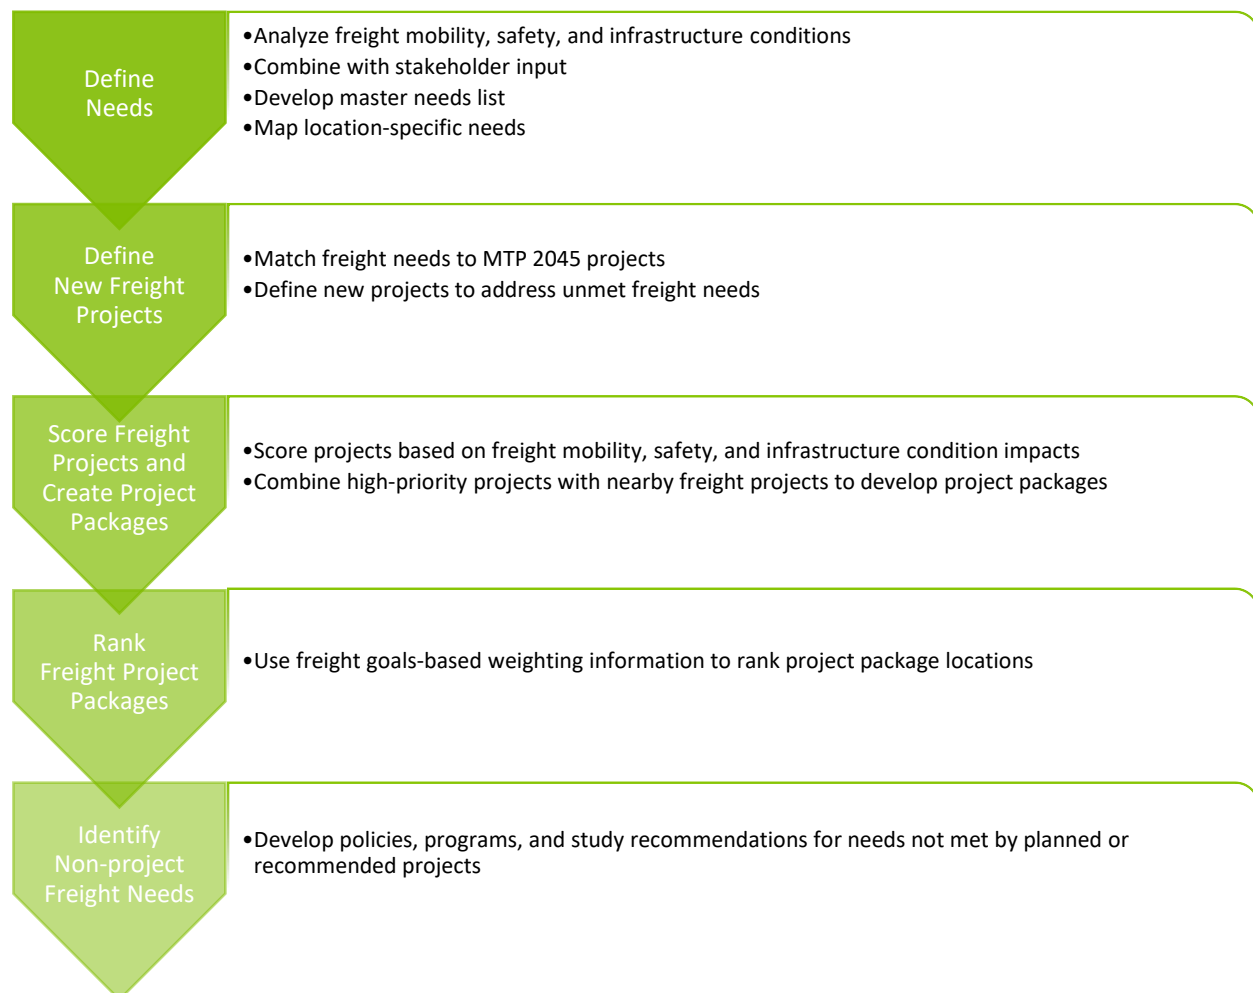 Define
Needs
•Analyze freight mobility, safety, and infrastructure conditions
•Combine with stakeholder input
•Develop master needs list
•Map location-specific needs
Define
New Freight
Projects
•Match freight needs to MTP 2045 projects
•Define new projects to address unmet freight needs
Score Freight
Projects and
Create Project
Packages
•Score projects based on freight mobility, safety, and infrastructure condition impacts
•Combine high-priority projects with nearby freight projects to develop project packages
Rank
Freight Project
Packages
•Use freight goals-based weighting information to rank project package locations
Identify
Non-project
Freight Needs
•Develop policies, programs, and study recommendations for needs not met by planned or
recommended projects